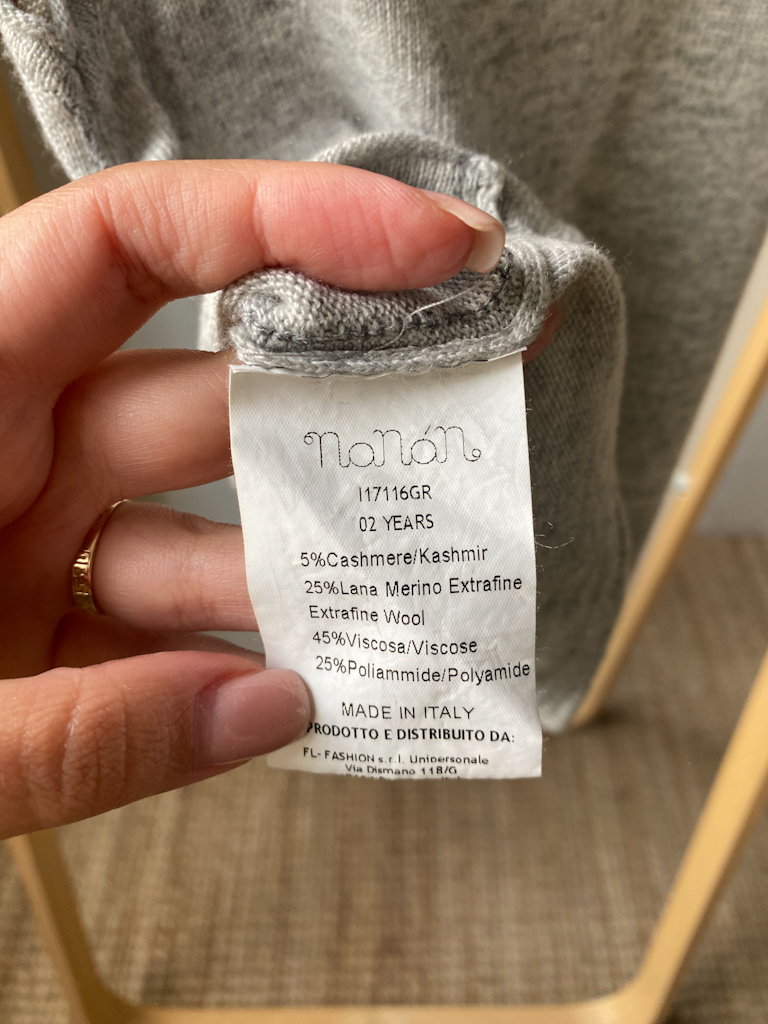 nanán
I17116GR
02 YEARS
5%Cashmere/Kashmir
25%Lana Merino Extrafine
Extrafine Wool
45%Viscosa/Viscose
25%Poliammide/Polyamide
MADE IN ITALY
PRODOTTO E DISTRIBUITO DA:
FL- FASHION s.r.l. Unipersonale
Via Dismano 118/G